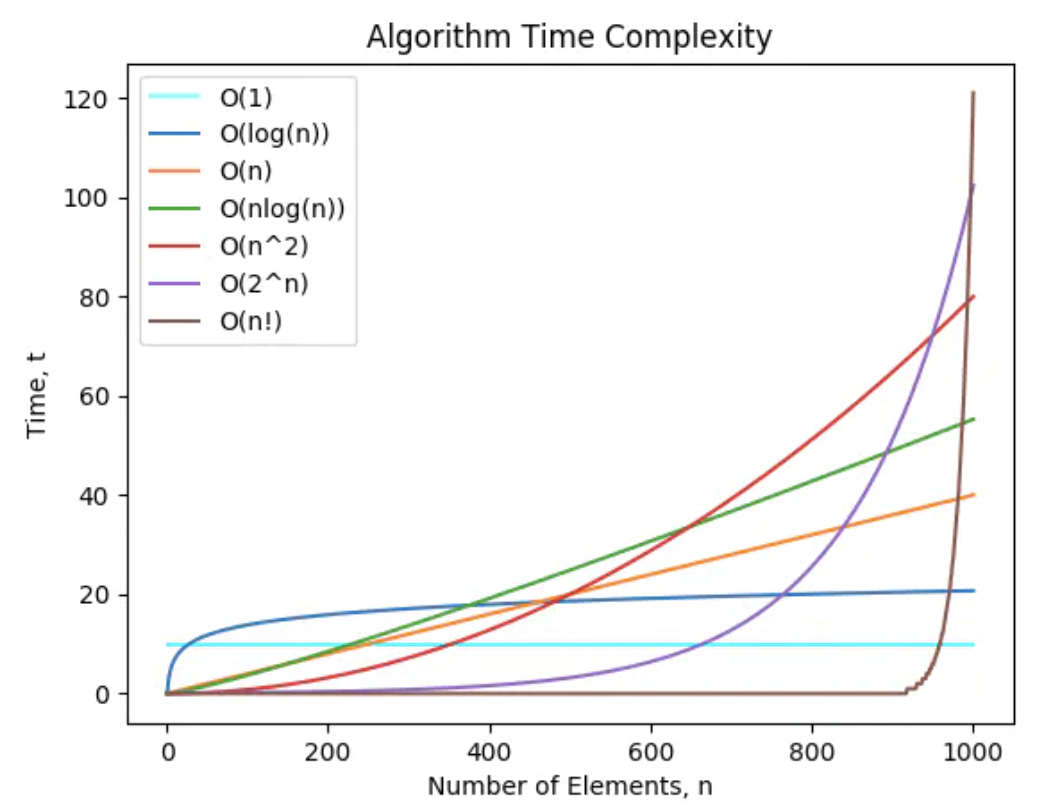 Algorithm Time Complexity
O(1)
O(log(n))
O(n)
O(nlog(n))
O(n^2)
O(2^n)
O(n!)
120
100
80
60
40
20
0
Time, t
0 200 400 600 800 1000
Number of Elements, n